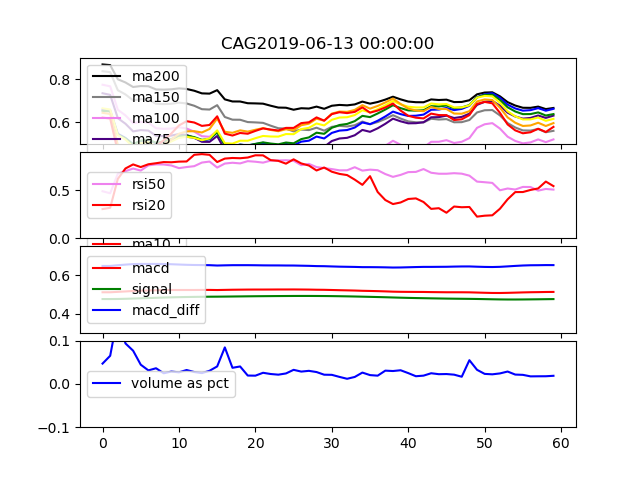 CAG2019-06-13 00:00:00
0.8
0.6
ma200
ma150
ma100
ma75
0.5
0.0
rsi50
rsi20
ma10
0.6
0.4
macd
signal
macd_diff
0.1
0.0
−0.1
volume as pct
0 10 20 30 40 50 60